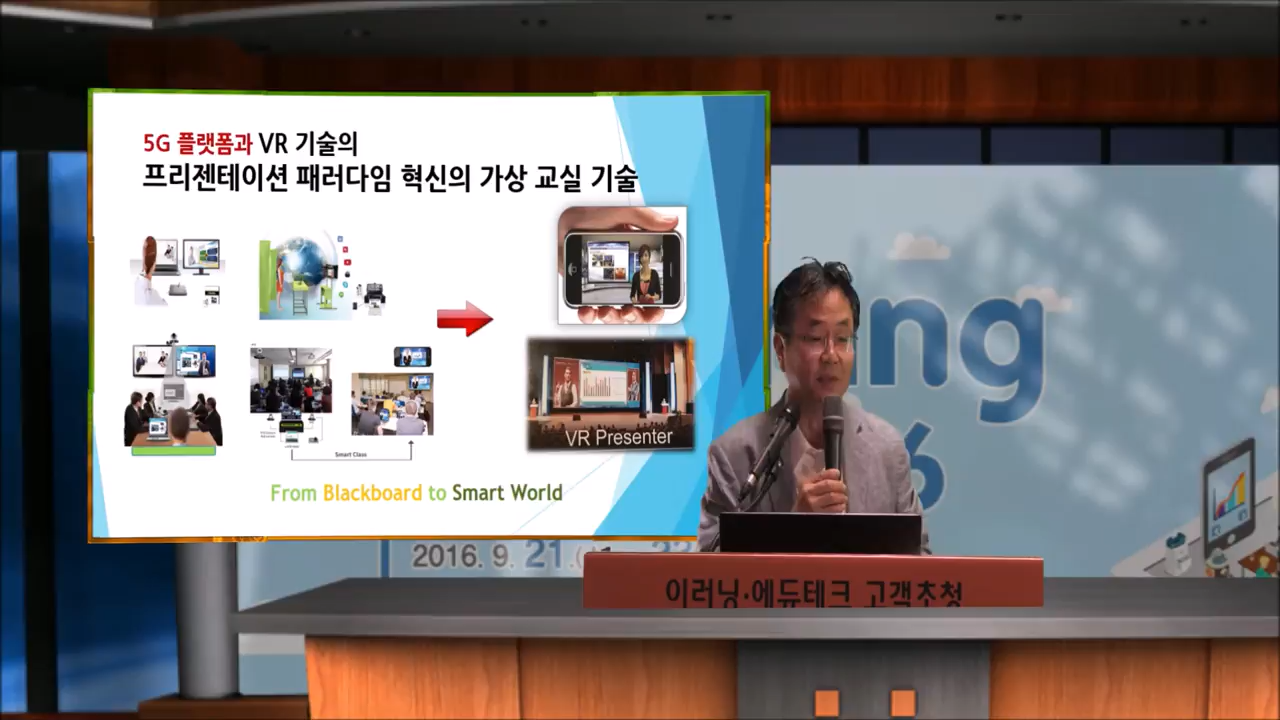 5G 플랫폼과 VR 기술의
프리젠테이션 패러다임 혁신의 가상 교실 기술
Smart Class
VR Presenter
From Blackboard to Smart World
ing
6
2016. 9. 21.
이러닝·에듀테크 고객초청